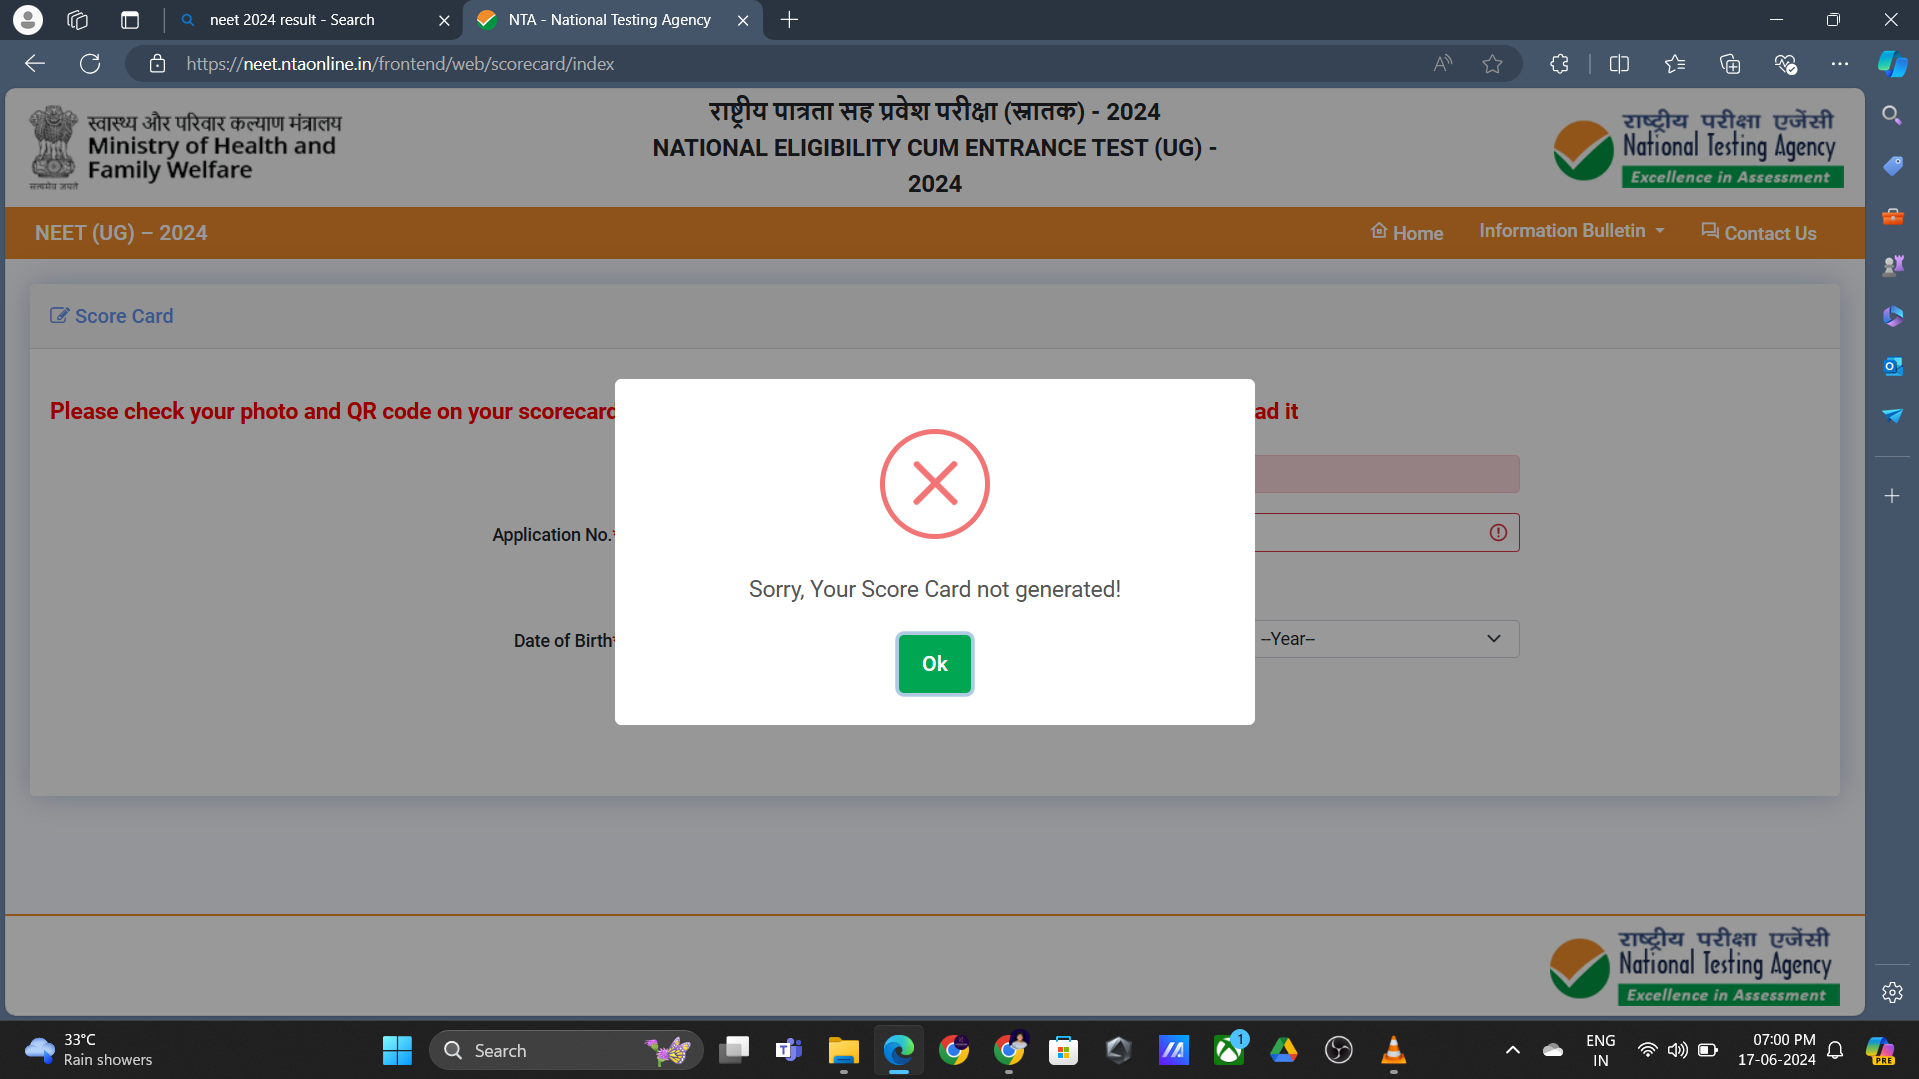 neet 2024 result - Search
NTA - National Testing Agency
https://neet.ntaonline.in/frontend/web/scorecard/index
स्वास्थ्य और परिवार कल्याण मंत्रालय
Ministry of Health and
Family Welfare
सत्यमेव जयते
राष्ट्रीय पात्रता सह प्रवेश परीक्षा (स्नातक) - 2024
NATIONAL ELIGIBILITY CUM ENTRANCE TEST (UG) -
2024
राष्ट्रीय परीक्षा एजेंसी
National Testing Agency
Excellence in Assessment
NEET (UG) – 2024
Home
Information Bulletin
Contact Us
Score Card
Please check your photo and QR code on your scorecard
ad it
Application No.*
Sorry, Your Score Card not generated!
Date of Birth*
--Year--
Ok
राष्ट्रीय परीक्षा एजेंसी
National Testing Agency
Excellence in Assessment
33°C
Rain showers
Search
1
ENG
IN
07:00 PM
17-06-2024
PRE